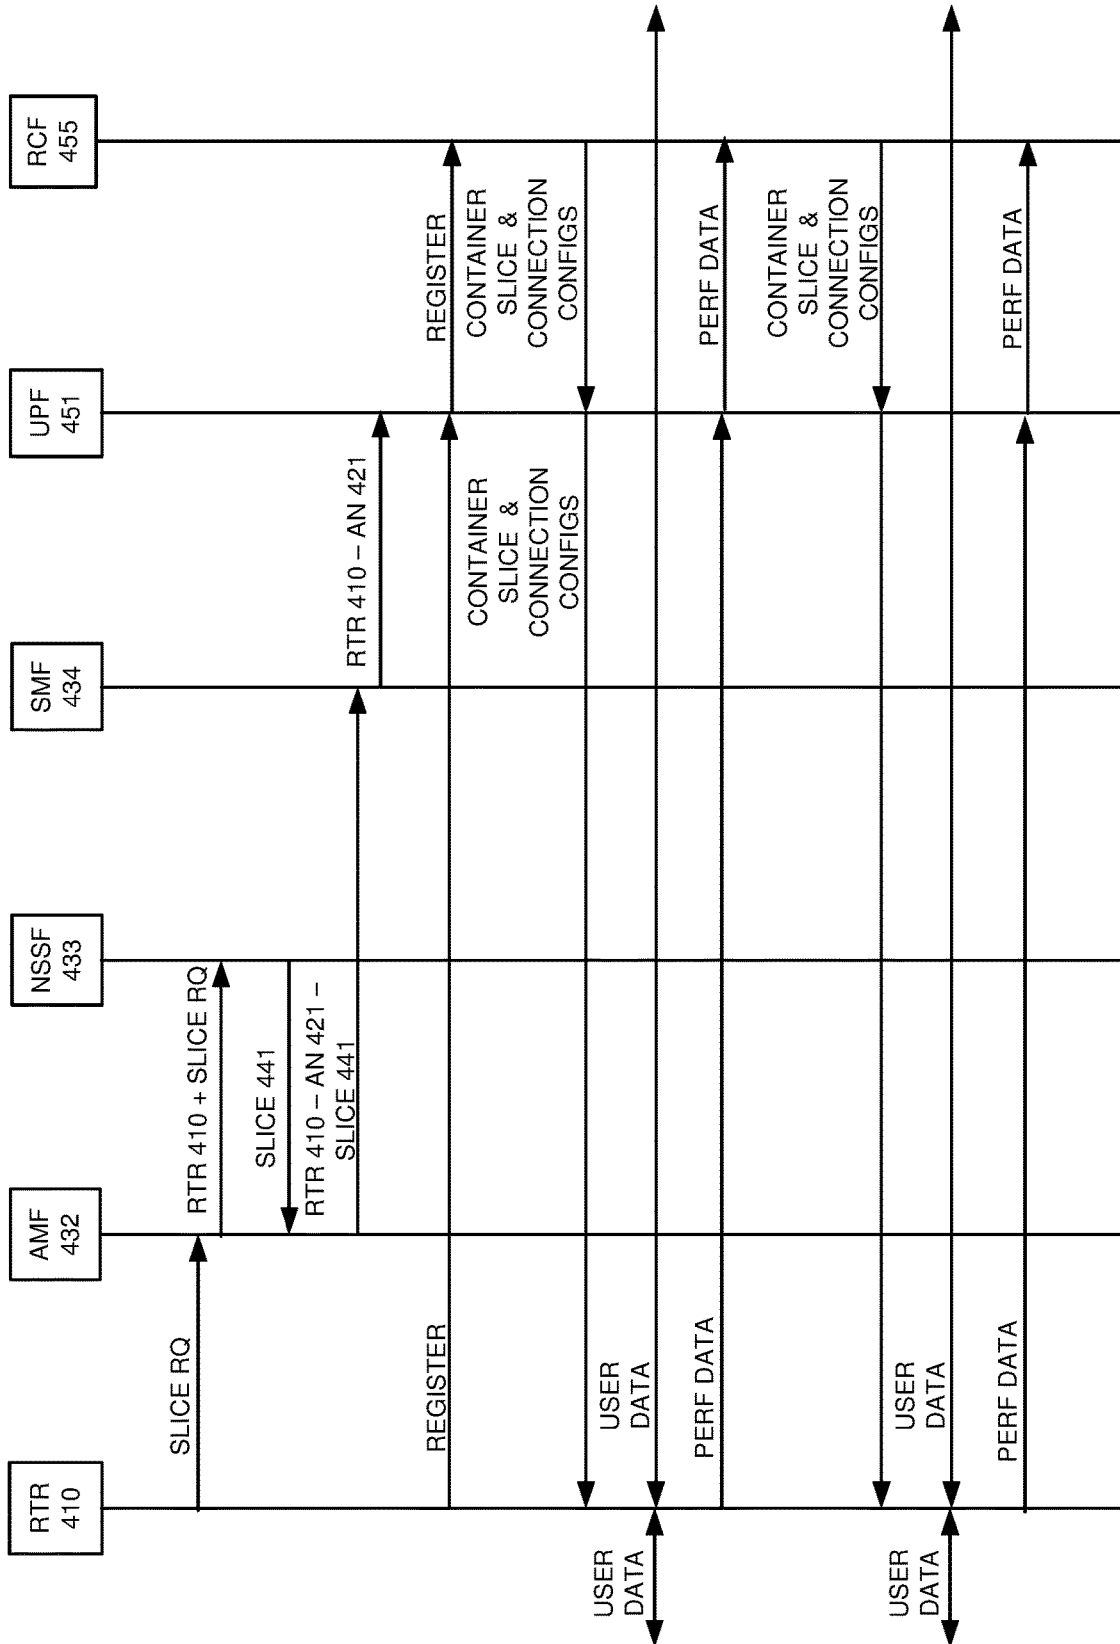 RTR
410
AMF
432
NSSF
433
SMF
434
UPF
451
RCF
455
SLICE RQ
RTR 410 + SLICE RQ
SLICE 441
RTR 410 – AN 421 –
SLICE 441
RTR 410 – AN 421
REGISTER
REGISTER
CONTAINER
SLICE &
CONNECTION
CONFIGS
CONTAINER
SLICE &
CONNECTION
CONFIGS
USER
DATA
USER
DATA
PERF DATA
PERF DATA
CONTAINER
SLICE &
CONNECTION
CONFIGS
USER
DATA
USER
DATA
PERF DATA
PERF DATA